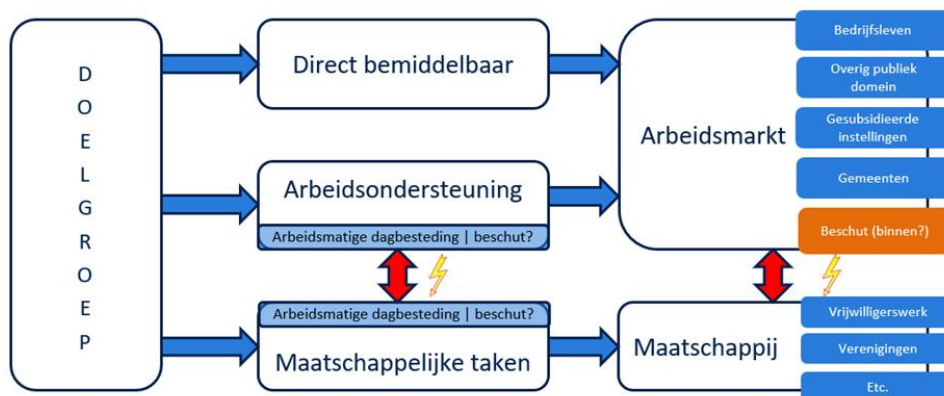 DOELGROEP
Direct bemiddelbaar
Arbeidsondersteuning
Arbeidsmatige dagbesteding | beschut?
Arbeidsmatige dagbesteding | beschut?
Maatschappelijke taken
Arbeidsmarkt
Bedrijfsleven
Overig publiek
domein
Gesubsidieerde
instellingen
Gemeenten
Beschut (binnen?)
Maatschappij
Vrijwilligerswerk
Verenigingen
Etc.